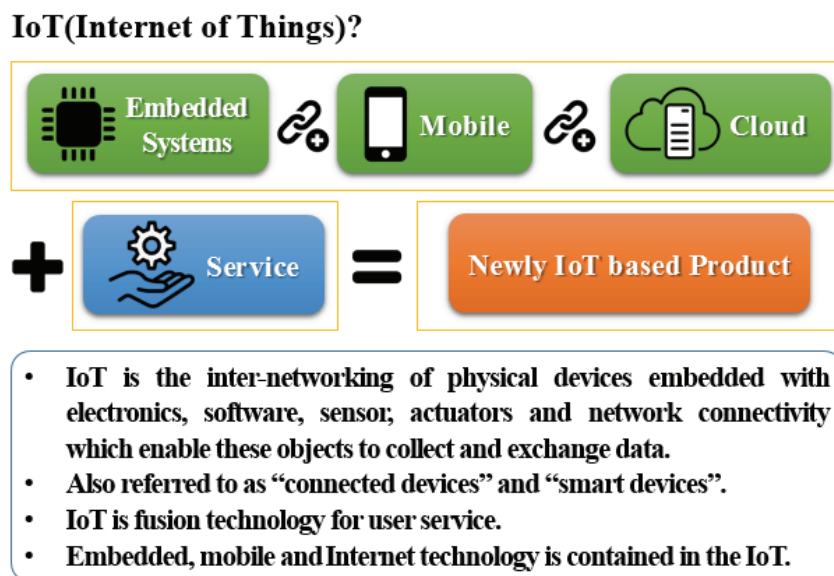 IoT(Internet of Things)?
Embedded
Systems
Mobile
Cloud
Service
Newly IoT based Product
• IoT is the inter-networking of physical devices embedded with
electronics, software, sensor, actuators and network connectivity
which enable these objects to collect and exchange data.
• Also referred to as “connected devices” and “smart devices”.
• IoT is fusion technology for user service.
• Embedded, mobile and Internet technology is contained in the IoT.